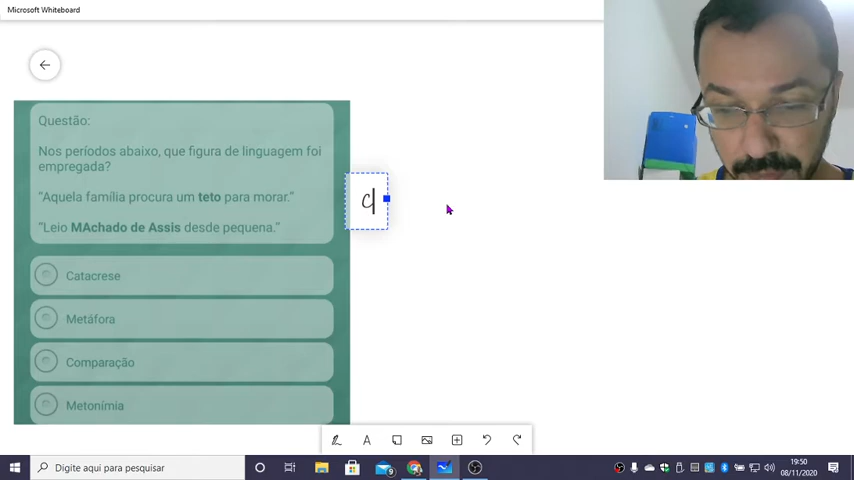 Microsoft Whiteboard
Questão:
Nos períodos abaixo, que figura de linguagem foi
empregada?
"Aquela família procura um teto para morar."
"Leio MAchado de Assis desde pequena."
c
Catacrese
Metáfora
Comparação
Metonímia
A
9
Digite aqui para pesquisar
19:50
08/11/2020